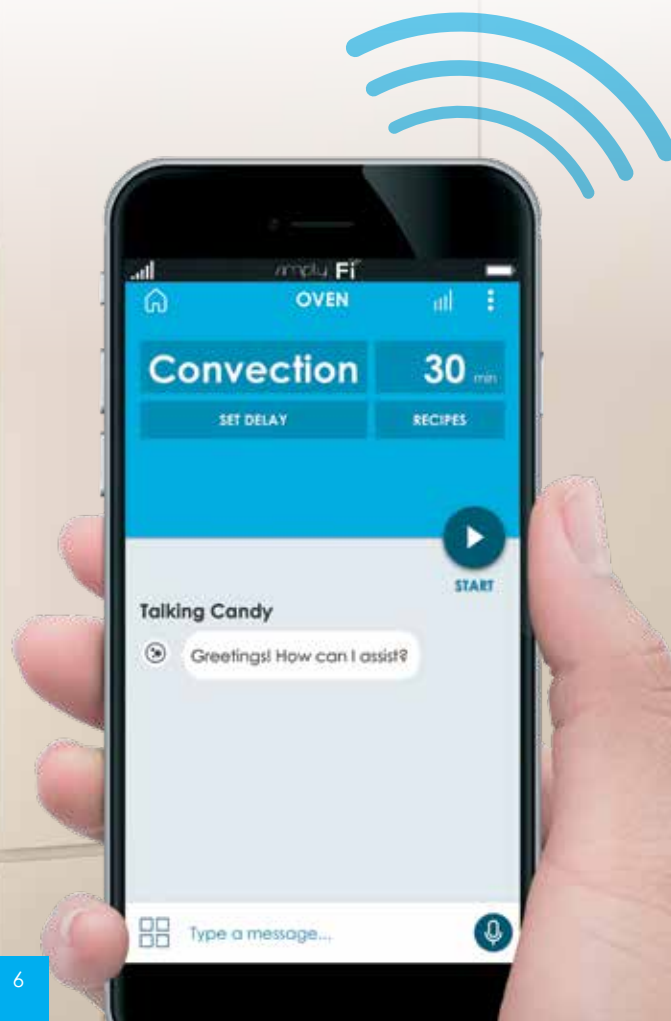 simply Fi
OVEN
Convection 30 min
SET DELAY RECIPES
START
Talking Candy
Greetings! How can I assist?
Type a message...
6